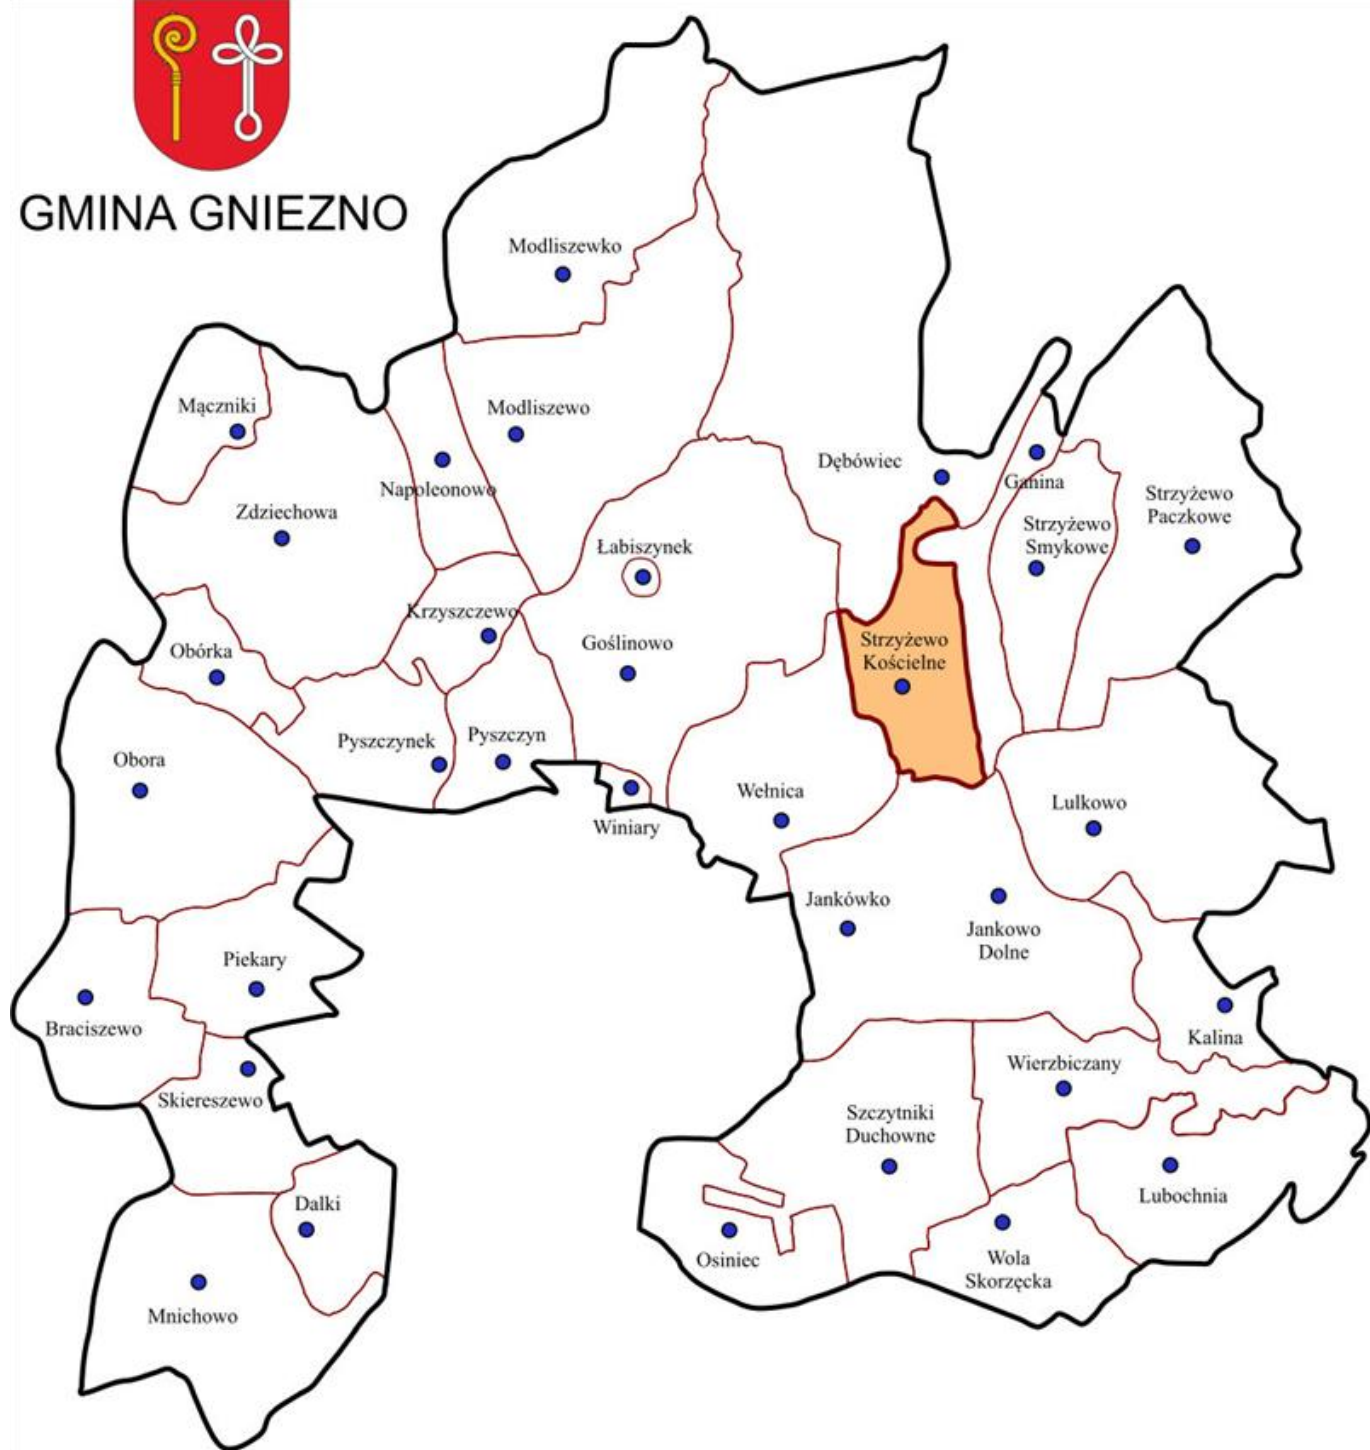 GMINA GNIEZNO
Modliszewko
Mączniki
Modliszewo
Dębówiec
Napoleonowo
Ganina
Strzyżewo
Paczkowe
Zdziechowa
Strzyżewo
Smykowe
Łabiszynek
Krzyszczewo
Goślinowo
Strzyżewo
Kościelne
Obórka
Pyszczynek
Pyszczyn
Obora
Wełnica
Lulkowo
Winiary
Jankówko
Jankowo
Dolne
Piekary
Braciszewo
Kalina
Wierzbiczany
Skiereszewo
Szczytniki
Duchowne
Dalki
Lubochnia
Osiniec
Wola
Skorzęcka
Mnichowo